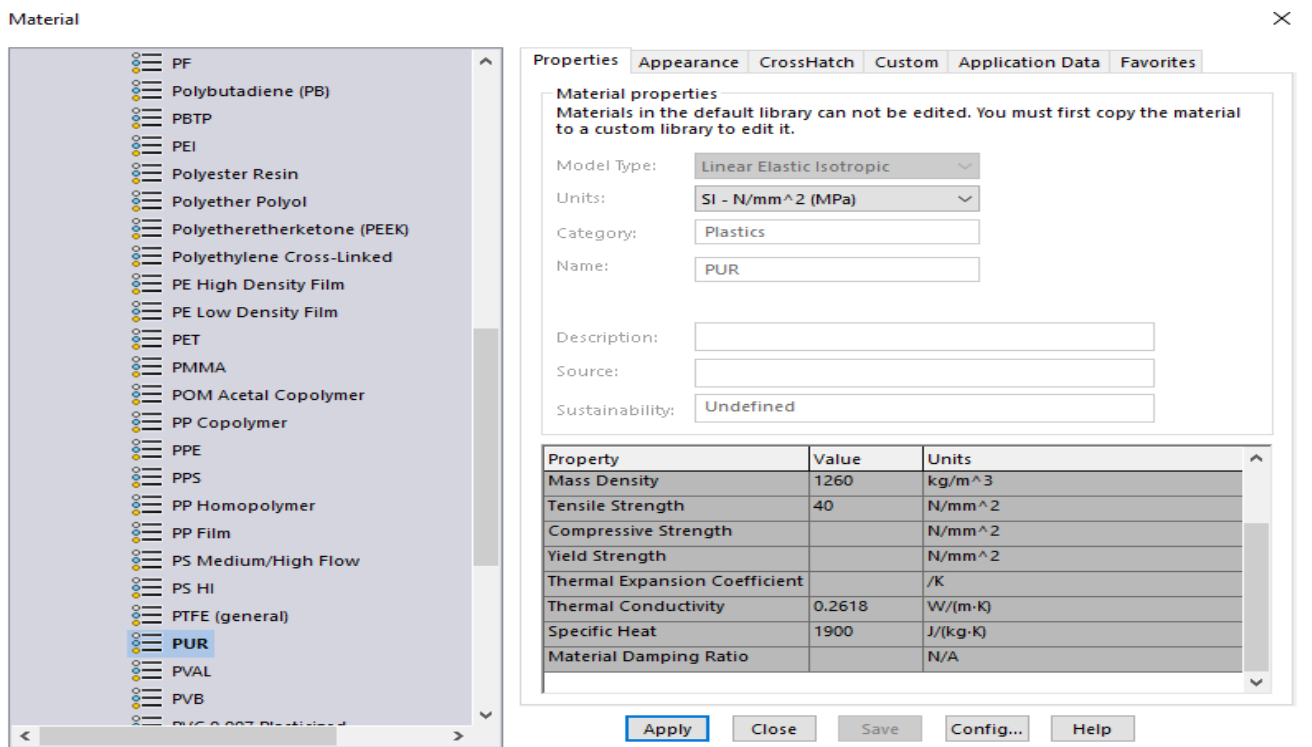 Material
PF
Polybutadiene (PB)
PBTP
PEI
Polyester Resin
Polyether Polyol
Polyetheretherketone (PEEK)
Polyethylene Cross-Linked
PE High Density Film
PE Low Density Film
PET
PMMA
POM Acetal Copolymer
PP Copolymer
PPE
PPS
PP Homopolymer
PP Film
PS Medium/High Flow
PS HI
PTFE (general)
PUR
PVAL
PVB
PVC 0.007 Plasticized
Properties Appearance CrossHatch Custom Application Data Favorites
Material properties
Materials in the default library can not be edited. You must first copy the material
to a custom library to edit it.
Model Type: Linear Elastic Isotropic
Units: SI - N/mm^2 (MPa)
Category: Plastics
Name: PUR
Description:
Source:
Sustainability: Undefined
Property Value Units
Mass Density 1260 kg/m^3
Tensile Strength 40 N/mm^2
Compressive Strength N/mm^2
Yield Strength N/mm^2
Thermal Expansion Coefficient /K
Thermal Conductivity 0.2618 W/(m·K)
Specific Heat 1900 J/(kg·K)
Material Damping Ratio N/A
Apply Close Save Config... Help